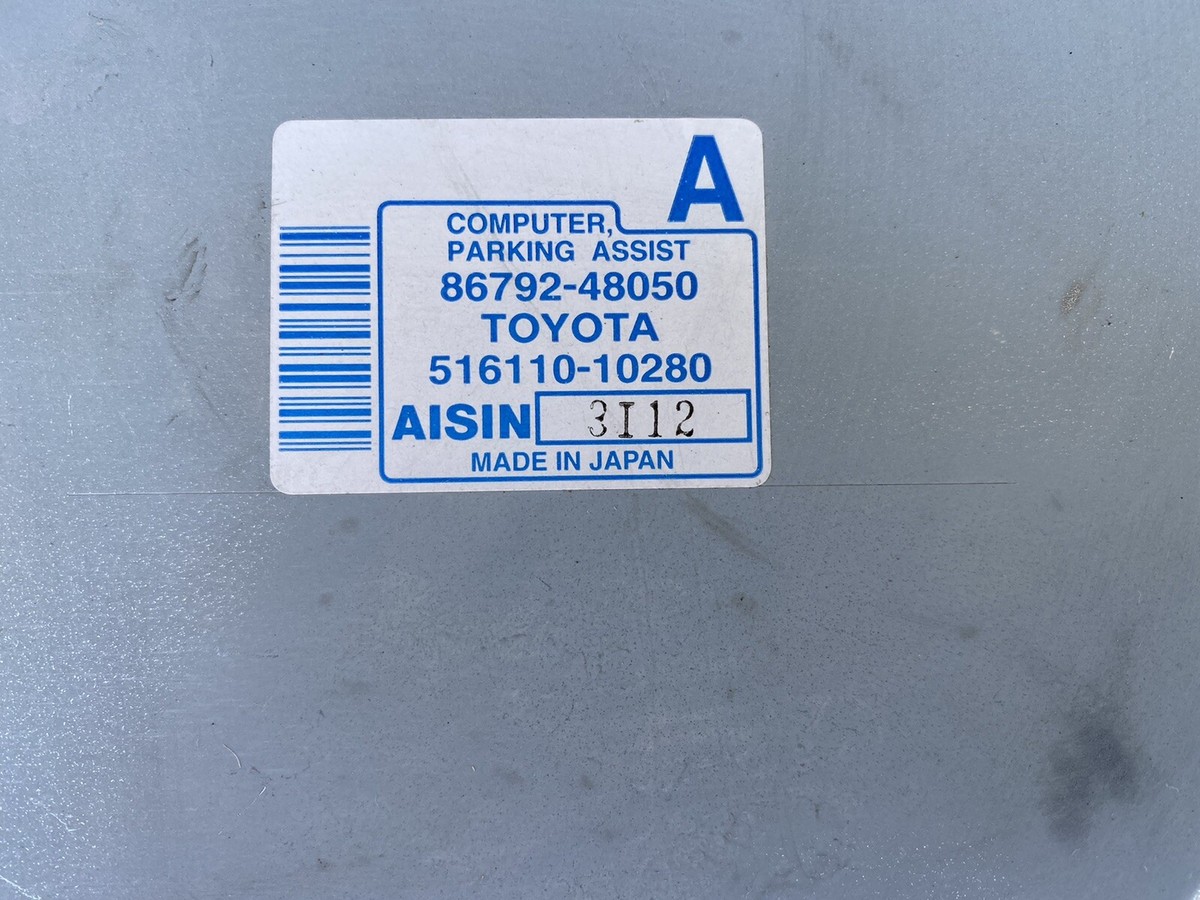 A
COMPUTER,
PARKING ASSIST
86792-48050
TOYOTA
516110-10280
AISIN 3I12
MADE IN JAPAN